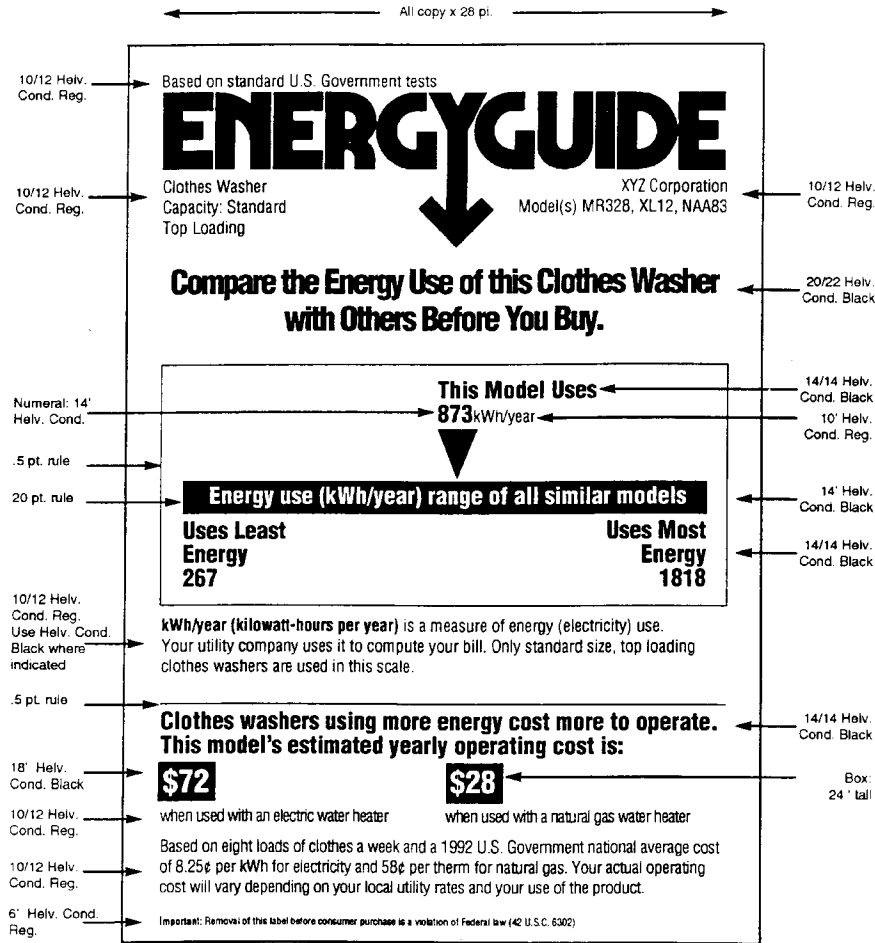 All copy x 28 pi.
10/12 Helv.
Cond. Reg.
Based on standard U.S. Government tests
ENERGYGUIDE
10/12 Helv.
Cond. Reg.
Clothes Washer
Capacity: Standard
Top Loading
XYZ Corporation
Model(s) MR328, XL12, NAA83
10/12 Helv.
Cond. Reg.
Compare the Energy Use of this Clothes Washer
with Others Before You Buy.
20/22 Helv.
Cond. Black
This Model Uses
14/14 Helv.
Cond. Black
Numeral: 14'
Helv. Cond.
873kWh/year
10' Helv.
Cond. Reg.
.5 pt. rule
20 pt. rule
Energy use (kWh/year) range of all similar models
14' Helv.
Cond. Black
Uses Least
Energy
267
Uses Most
Energy
1818
14/14 Helv.
Cond. Black
10/12 Helv.
Cond. Reg.
Use Helv. Cond.
Black where
indicated
kWh/year (kilowatt-hours per year) is a measure of energy (electricity) use.
Your utility company uses it to compute your bill. Only standard size, top loading
clothes washers are used in this scale.
.5 pt. rule
Clothes washers using more energy cost more to operate.
This model's estimated yearly operating cost is:
14/14 Helv.
Cond. Black
18' Helv.
Cond. Black
$72
$28
Box:
24 ' tall
10/12 Helv.
Cond. Reg.
when used with an electric water heater
when used with a natural gas water heater
10/12 Helv.
Cond. Reg.
Based on eight loads of clothes a week and a 1992 U.S. Government national average cost
of 8.25¢ per kWh for electricity and 58¢ per therm for natural gas. Your actual operating
cost will vary depending on your local utility rates and your use of the product.
6' Helv. Cond.
Reg.
Important: Removal of this label before consumer purchase is a violation of Federal law (42 U.S.C. 6302)